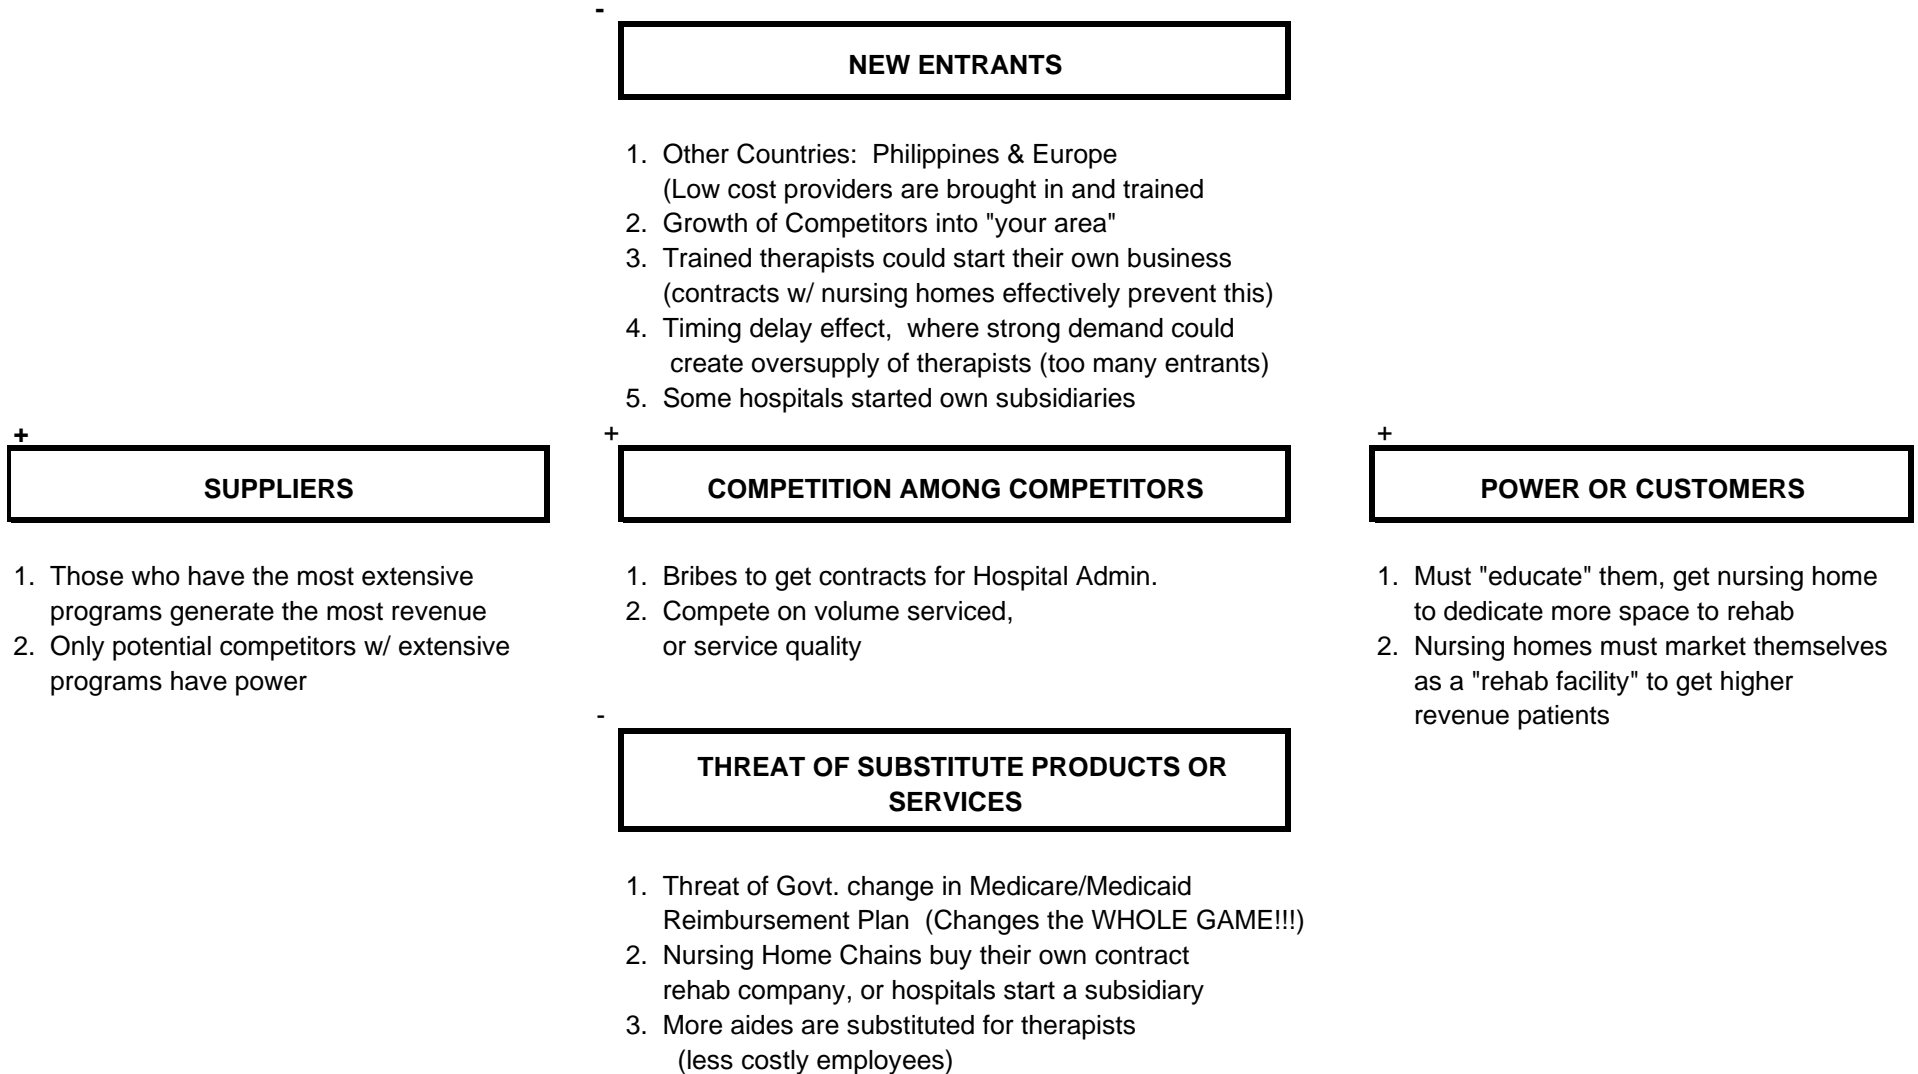 -
NEW ENTRANTS
1. Other Countries: Philippines & Europe
(Low cost providers are brought in and trained
2. Growth of Competitors into "your area"
3. Trained therapists could start their own business
(contracts w/ nursing homes effectively prevent this)
4. Timing delay effect, where strong demand could
create oversupply of therapists (too many entrants)
5. Some hospitals started own subsidiaries
+
SUPPLIERS
1. Those who have the most extensive
programs generate the most revenue
2. Only potential competitors w/ extensive
programs have power
+
COMPETITION AMONG COMPETITORS
1. Bribes to get contracts for Hospital Admin.
2. Compete on volume serviced,
or service quality
+
POWER OR CUSTOMERS
1. Must "educate" them, get nursing home
to dedicate more space to rehab
2. Nursing homes must market themselves
as a "rehab facility" to get higher
revenue patients
-
THREAT OF SUBSTITUTE PRODUCTS OR
SERVICES
1. Threat of Govt. change in Medicare/Medicaid
Reimbursement Plan (Changes the WHOLE GAME!!!)
2. Nursing Home Chains buy their own contract
rehab company, or hospitals start a subsidiary
3. More aides are substituted for therapists
(less costly employees)